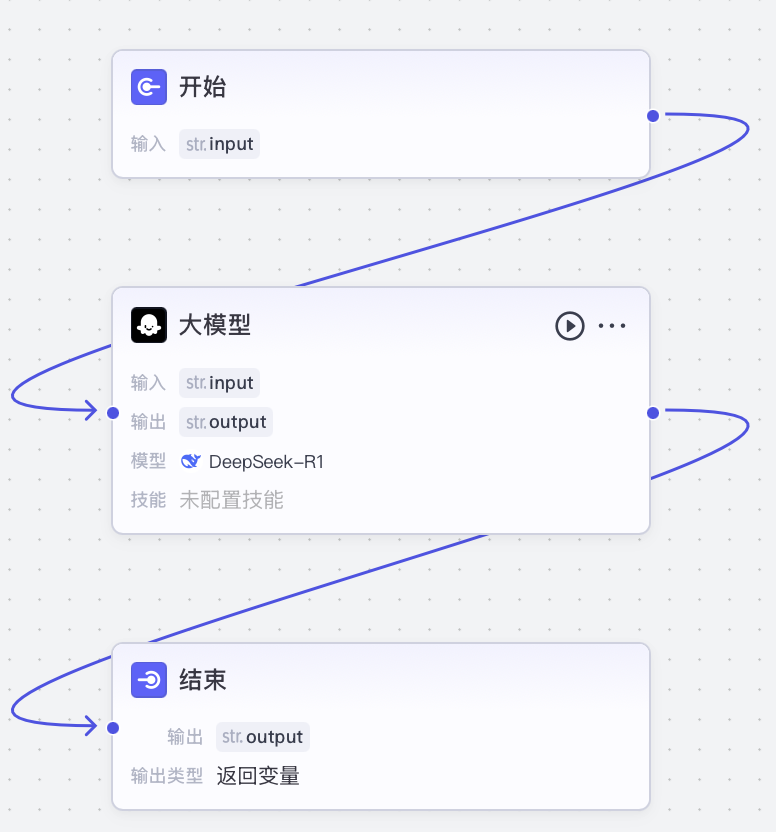 开始
输入 str. input
大模型
输入 str. input
输出 str. output
模型 DeepSeek-R1
技能 未配置技能
结束
输出 str. output
输出类型 返回变量